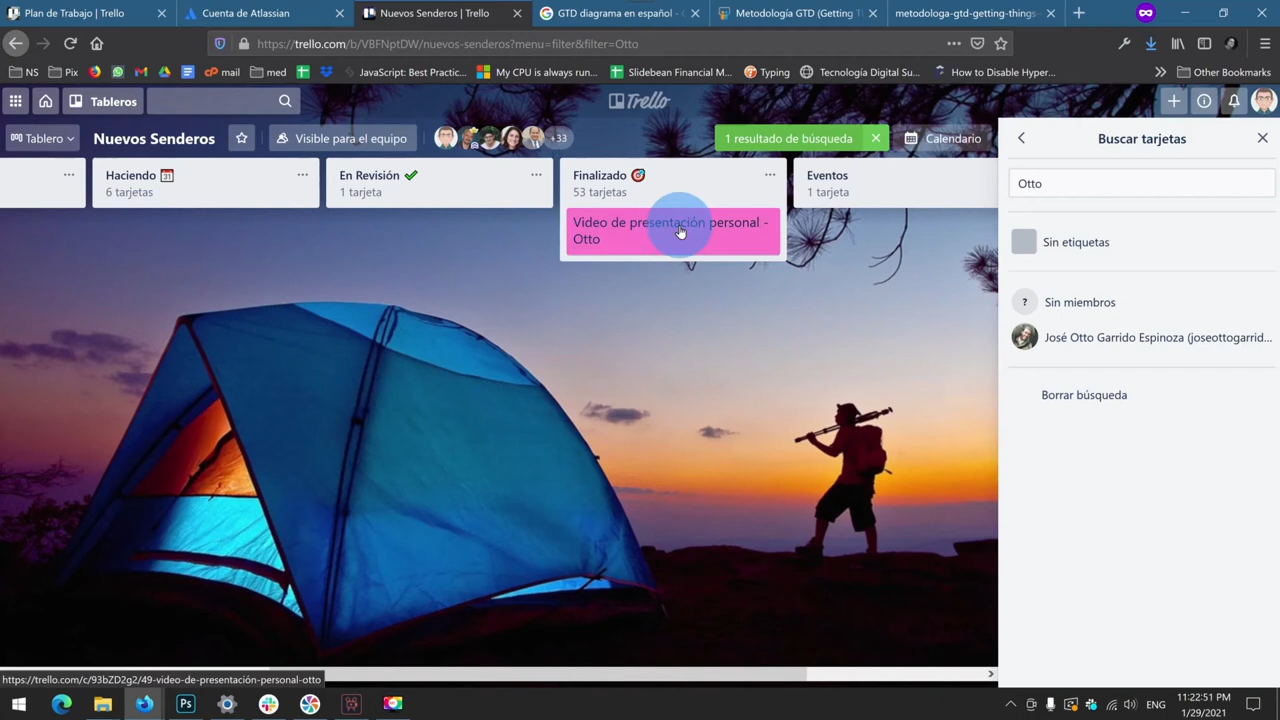 Plan de Trabajo | Trello
Cuenta de Atlassian
Nuevos Senderos | Trello
GTD diagrama en español - G
Metodología GTD (Getting T
metodologa-gtd-getting-things-
https://trello.com/b/VBFNptDW/nuevos-senderos?menu=filter&filter=Otto
NS
Pix
mail
med
JavaScript: Best Practic...
My CPU is always run...
Slidebean Financial M...
Typing
Tecnología Digital Su...
How to Disable Hyper...
Other Bookmarks
Tableros
Trello
Tablero
Nuevos Senderos
Visible para el equipo
+33
1 resultado de búsqueda
Calendario
Buscar tarjetas
Haciendo
6 tarjetas
En Revisión
1 tarjeta
Finalizado
53 tarjetas
Eventos
1 tarjeta
Video de presentación personal -
Otto
Otto
Sin etiquetas
?
Sin miembros
José Otto Garrido Espinoza (joseottogarrid...
Borrar búsqueda
https://trello.com/c/93bZD2g2/49-video-de-presentación-personal-otto
Ps
ENG
11:22:51 PM
1/29/2021